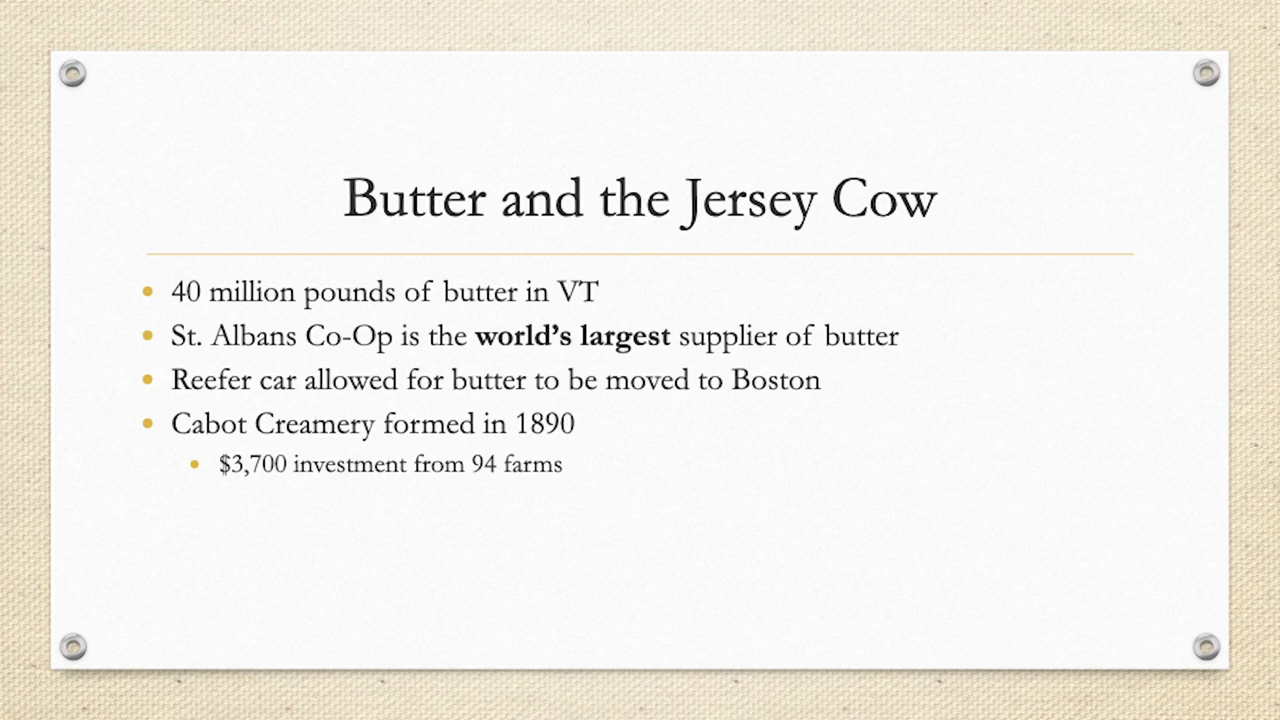 Butter and the Jersey Cow
40 million pounds of butter in VT
St. Albans Co-Op is the world's largest supplier of butter
Reefer car allowed for butter to be moved to Boston
Cabot Creamery formed in 1890
$3,700 investment from 94 farms